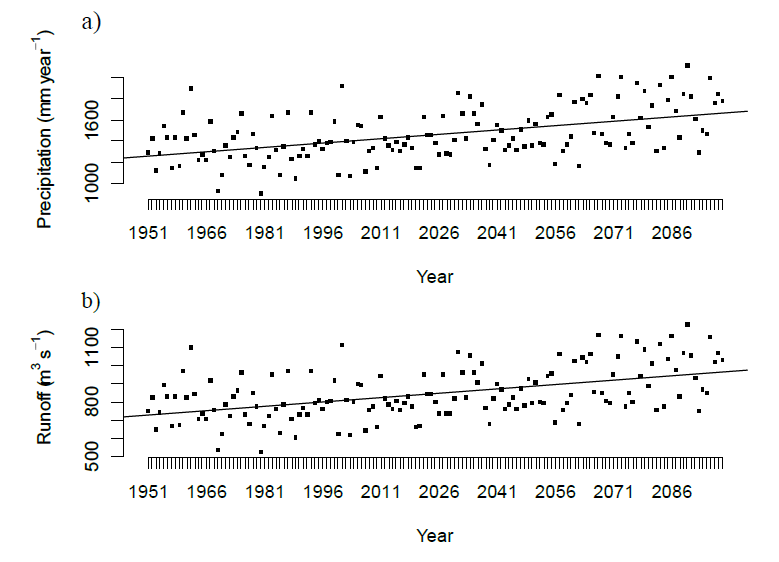 a)
Precipitation (mm year⁻¹)
1000 1600
1951 1966 1981 1996 2011 2026 2041 2056 2071 2086
Year
b)
Runoff (m³ s⁻¹)
500 800 1100
1951 1966 1981 1996 2011 2026 2041 2056 2071 2086
Year